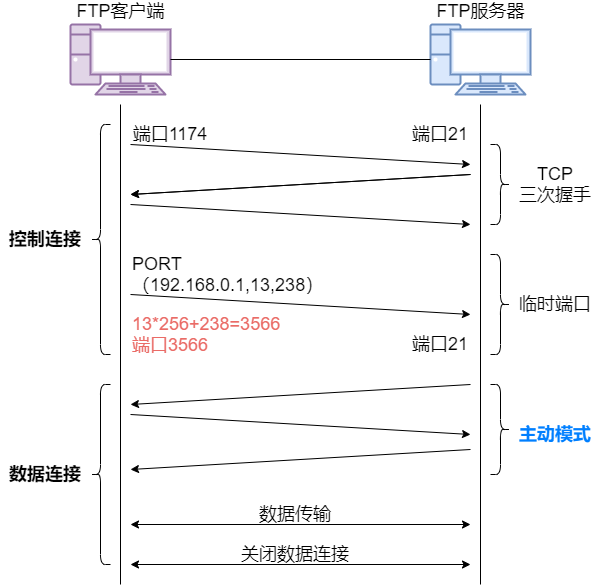 FTP客户端
FTP服务器
端口1174
端口21
TCP
三次握手
控制连接
PORT
（192.168.0.1,13,238）
临时端口
13*256+238=3566
端口3566
端口21
主动模式
数据连接
数据传输
关闭数据连接